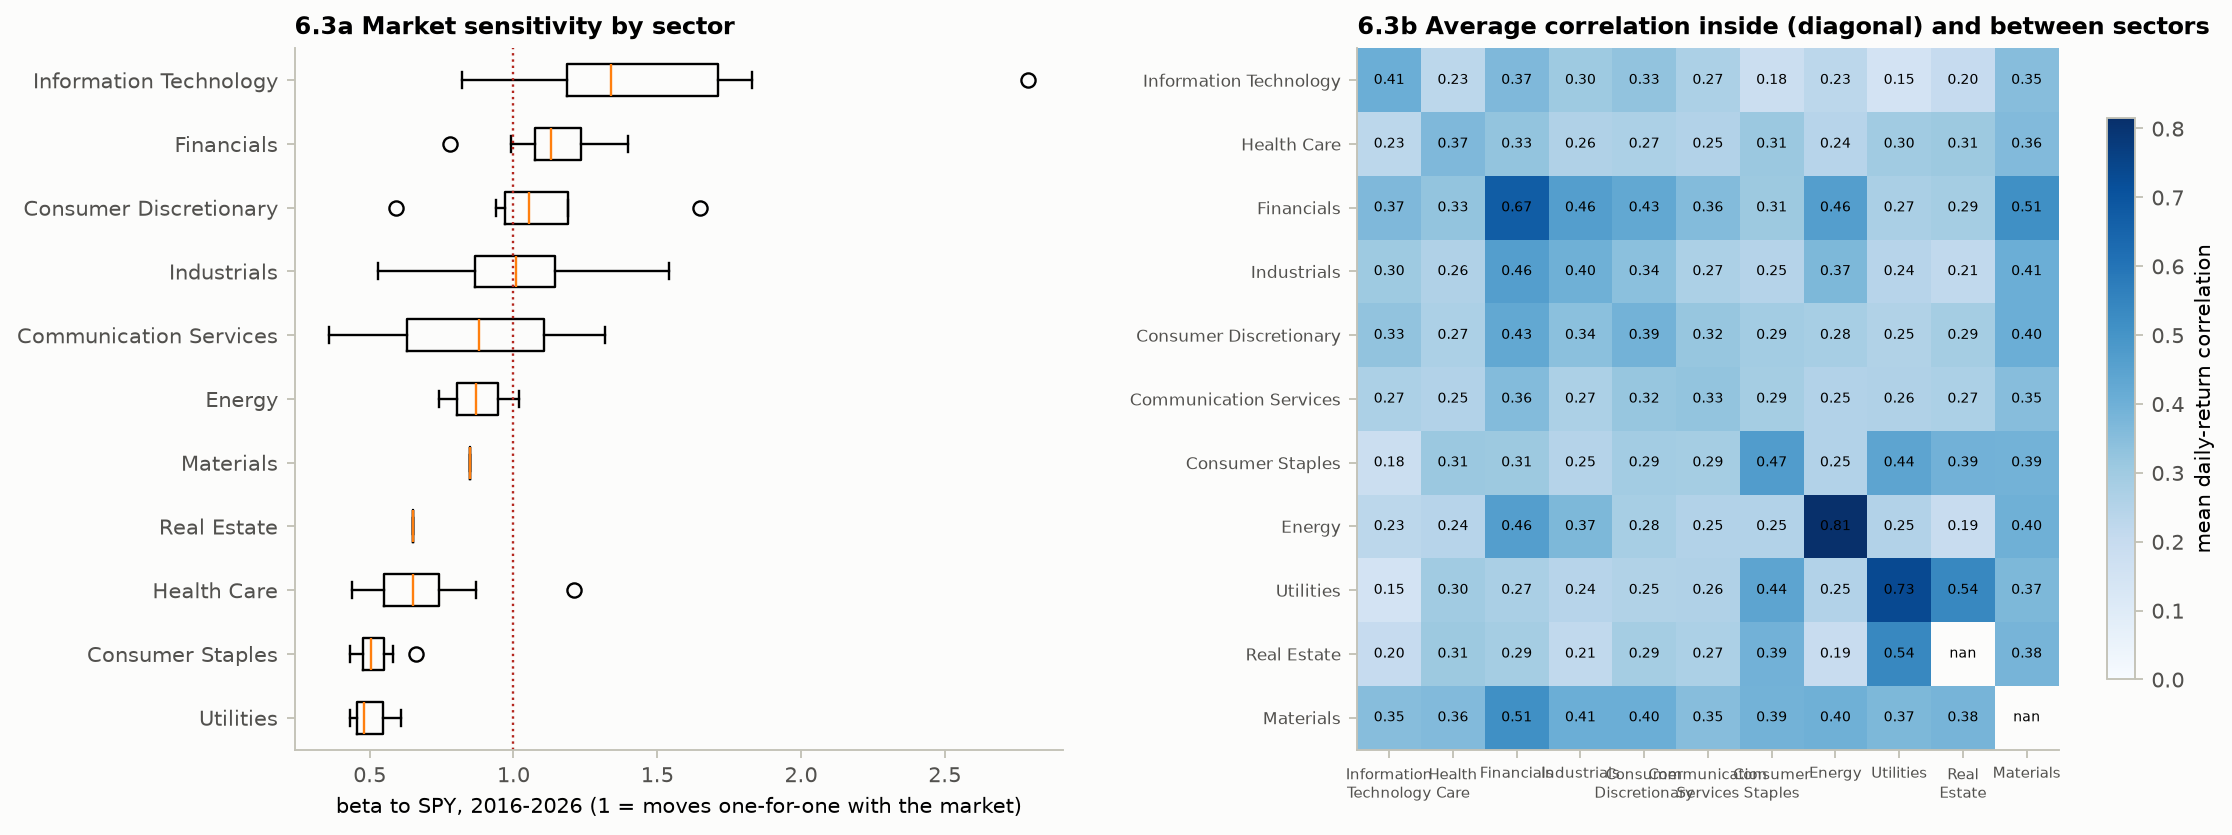 6.3a Market sensitivity by sector
Information Technology
Financials
Consumer Discretionary
Industrials
Communication Services
Energy
Materials
Real Estate
Health Care
Consumer Staples
Utilities
0.5 1.0 1.5 2.0 2.5
beta to SPY, 2016-2026 (1 = moves one-for-one with the market)
6.3b Average correlation inside (diagonal) and between sectors
Information Technology 0.41 0.23 0.37 0.30 0.33 0.27 0.18 0.23 0.15 0.20 0.35
Health Care 0.23 0.37 0.33 0.26 0.27 0.25 0.31 0.24 0.30 0.31 0.36
Financials 0.37 0.33 0.67 0.46 0.43 0.36 0.31 0.46 0.27 0.29 0.51
Industrials 0.30 0.26 0.46 0.40 0.34 0.27 0.25 0.37 0.24 0.21 0.41
Consumer Discretionary 0.33 0.27 0.43 0.34 0.39 0.32 0.29 0.28 0.25 0.29 0.40
Communication Services 0.27 0.25 0.36 0.27 0.32 0.33 0.29 0.25 0.26 0.27 0.35
Consumer Staples 0.18 0.31 0.31 0.25 0.29 0.29 0.47 0.25 0.44 0.39 0.39
Energy 0.23 0.24 0.46 0.37 0.28 0.25 0.25 0.81 0.25 0.19 0.40
Utilities 0.15 0.30 0.27 0.24 0.25 0.26 0.44 0.25 0.73 0.54 0.37
Real Estate 0.20 0.31 0.29 0.21 0.29 0.27 0.39 0.19 0.54 nan 0.38
Materials 0.35 0.36 0.51 0.41 0.40 0.35 0.39 0.40 0.37 0.38 nan
Information Health Financials Industrials Consumer Communication Consumer Energy Utilities Real Materials
Technology Care Discretionary Services Staples Estate
0.8
0.7
0.6
0.5
0.4
0.3
0.2
0.1
0.0
mean daily-return correlation